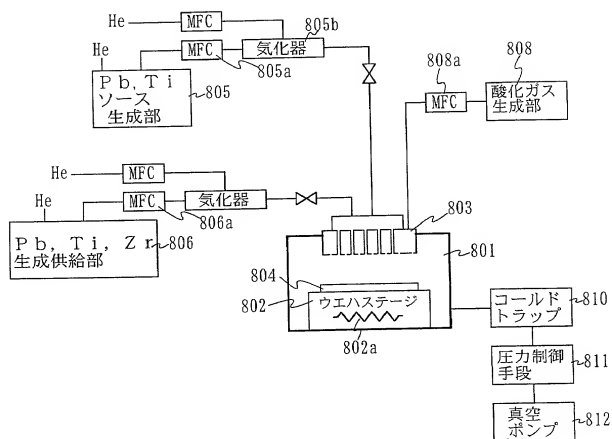 He
MFC
805b
He
MFC
気化器
805a
Pb, Ti
ソース
生成部
805
808a
808
MFC
酸化ガス
生成部
He
MFC
He
MFC
気化器
806a
Pb, Ti, Zr
生成供給部
806
803
801
804
802
ウエハステージ
802a
コールド
トラップ
810
圧力制御
手段
811
真空
ポンプ
812